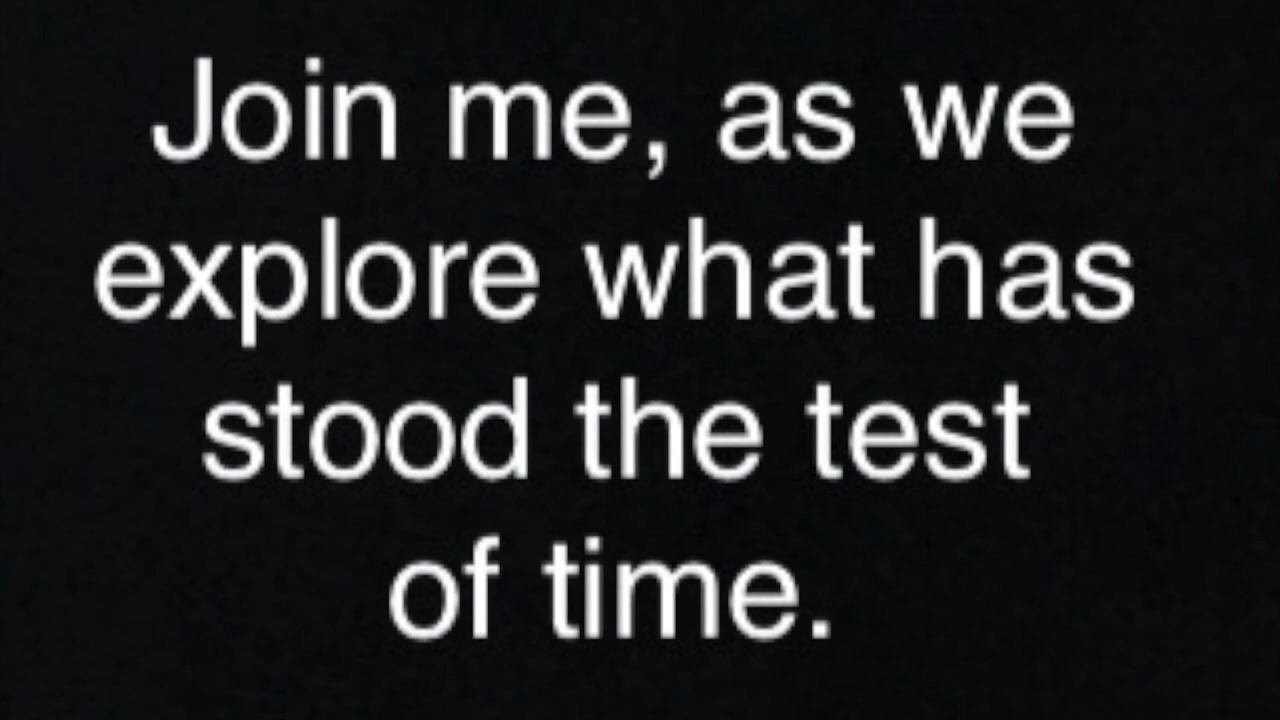 Join me, as we
explore what has
stood the test
of time.